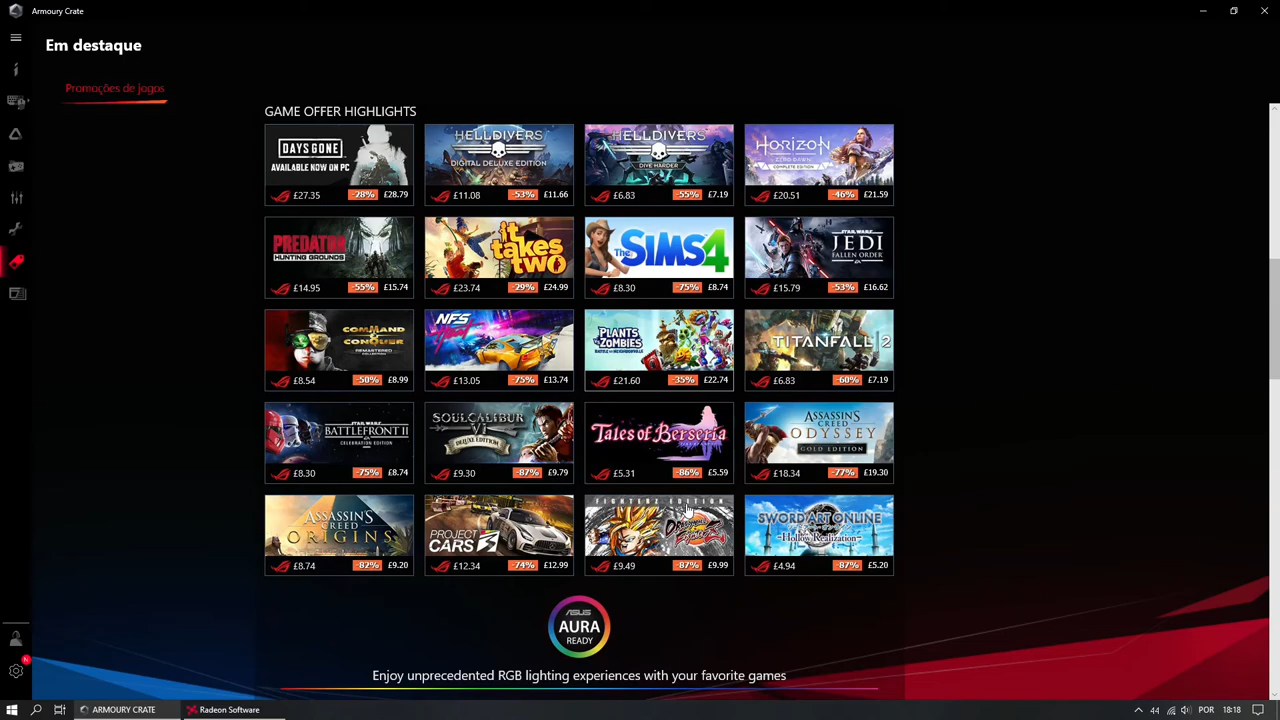 Armoury Crate
Em destaque
Promoções de jogos
GAME OFFER HIGHLIGHTS
DAYS GONE
AVAILABLE NOW ON PC
£27.35 -28% £28.79
HELLDIVERS
DIGITAL DELUXE EDITION
£11.08 -53% £11.66
HELLDIVERS
DIVE HARDER
£6.83 -55% £7.19
HORIZON
ZERO DAWN
COMPLETE EDITION
£20.51 -46% £21.59
PREDATOR
HUNTING GROUNDS
£14.95 -55% £15.74
it takes two
£23.74 -29% £24.99
The SIMS 4
£8.30 -75% £8.74
STAR WARS
JEDI
FALLEN ORDER
£15.79 -53% £16.62
COMMAND & CONQUER
REMASTERED
COLLECTION
£8.54 -50% £8.99
NFS Heat
£13.05 -75% £13.74
PLANTS vs. ZOMBIES
BATTLE for NEIGHBORVILLE
£21.60 -35% £22.74
TITANFALL 2
£6.83 -60% £7.19
STAR WARS
BATTLEFRONT II
CELEBRATION EDITION
£8.30 -75% £8.74
SOULCALIBUR
VI
DELUXE EDITION
£9.30 -87% £9.79
Tales of Berseria
£5.31 -86% £5.59
ASSASSIN'S
CREED
ODYSSEY
GOLD EDITION
£18.34 -77% £19.30
ASSASSIN'S
CREED
ORIGINS
£8.74 -82% £9.20
PROJECT
CARS 3
£12.34 -74% £12.99
FIGHTERZ EDITION
DRAGONBALL FIGHTERZ
£9.49 -87% £9.99
SWORD ART ONLINE
-Hollow Realization-
£4.94 -87% £5.20
ASUS
AURA
READY
Enjoy unprecedented RGB lighting experiences with your favorite games
N
ARMOURY CRATE
Radeon Software
44
POR
18:18